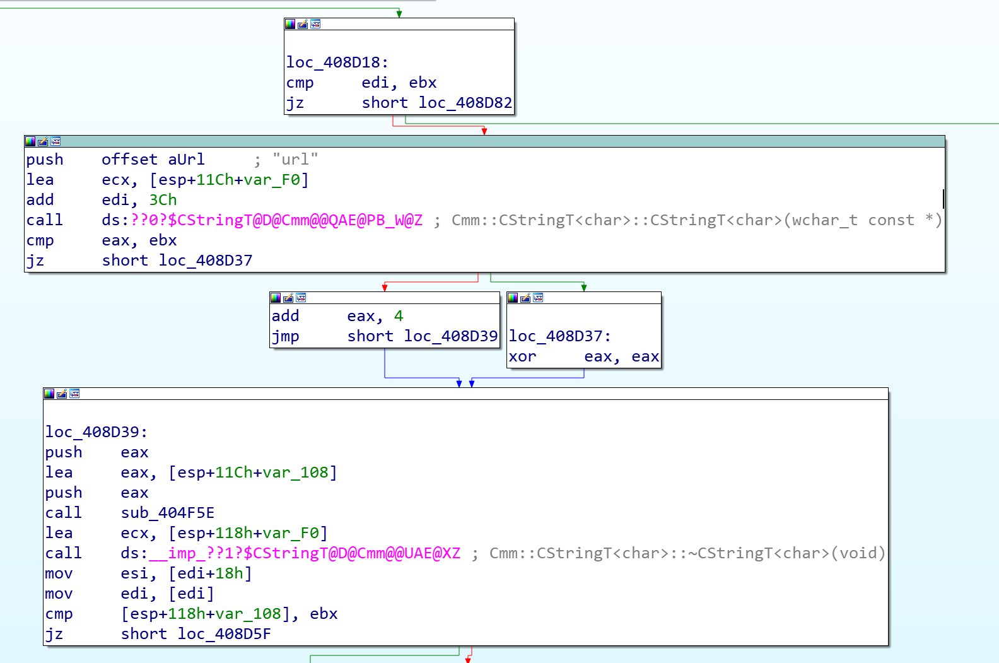 loc_408D18:
cmp edi, ebx
jz short loc_408D82
push offset aUrl ; "url"
lea ecx, [esp+11Ch+var_F0]
add edi, 3Ch
call ds:??0?$CStringT@D@Cmm@@QAE@PB_W@Z ; Cmm::CStringT<char>::CStringT<char>(wchar_t const *)
cmp eax, ebx
jz short loc_408D37
add eax, 4
jmp short loc_408D39
loc_408D37:
xor eax, eax
loc_408D39:
push eax
lea eax, [esp+11Ch+var_108]
push eax
call sub_404F5E
lea ecx, [esp+118h+var_F0]
call ds:__imp_??1?$CStringT@D@Cmm@@UAE@XZ ; Cmm::CStringT<char>::~CStringT<char>(void)
mov esi, [edi+18h]
mov edi, [edi]
cmp [esp+118h+var_108], ebx
jz short loc_408D5F